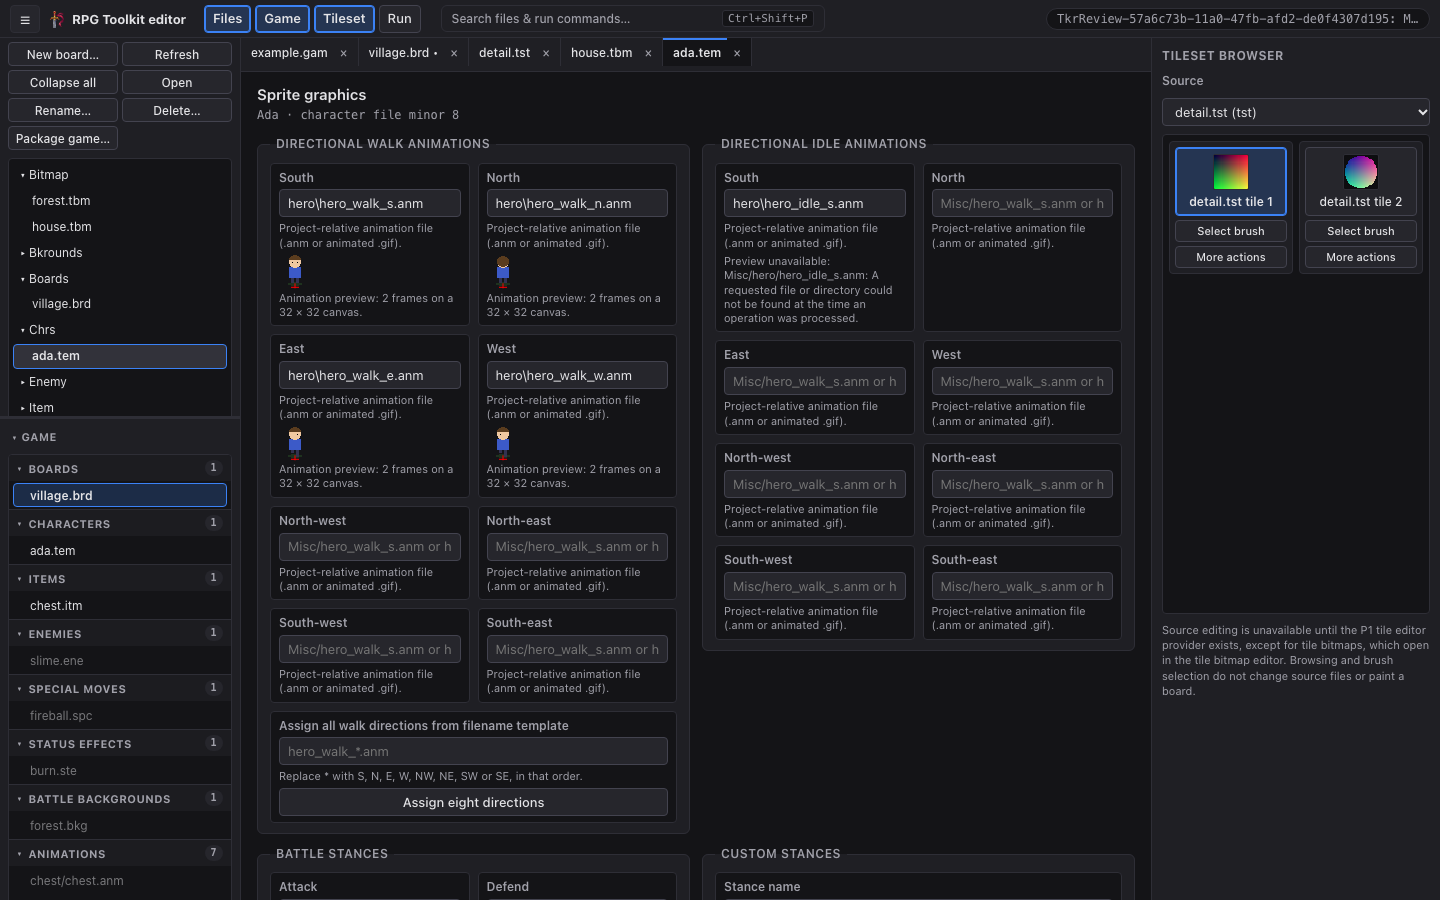 ≡ RPG Toolkit editor Files Game Tileset Run Search files & run commands... Ctrl+Shift+P TkrReview-57a6c73b-11a0-47fb-afd2-de0f4307d195: M…
New board... Refresh
Collapse all Open
Rename... Delete...
Package game...
Bitmap
forest.tbm
house.tbm
Bkrounds
Boards
village.brd
Chrs
ada.tem
Enemy
Item
GAME
BOARDS 1
village.brd
CHARACTERS 1
ada.tem
ITEMS 1
chest.itm
ENEMIES 1
slime.ene
SPECIAL MOVES 1
fireball.spc
STATUS EFFECTS 1
burn.ste
BATTLE BACKGROUNDS 1
forest.bkg
ANIMATIONS 7
chest/chest.anm
example.gam × village.brd • × detail.tst × house.tbm × ada.tem ×
Sprite graphics
Ada · character file minor 8
DIRECTIONAL WALK ANIMATIONS
South
hero\hero_walk_s.anm
Project-relative animation file
(.anm or animated .gif).
Animation preview: 2 frames on a
32 × 32 canvas.
North
hero\hero_walk_n.anm
Project-relative animation file
(.anm or animated .gif).
Animation preview: 2 frames on a
32 × 32 canvas.
East
hero\hero_walk_e.anm
Project-relative animation file
(.anm or animated .gif).
Animation preview: 2 frames on a
32 × 32 canvas.
West
hero\hero_walk_w.anm
Project-relative animation file
(.anm or animated .gif).
Animation preview: 2 frames on a
32 × 32 canvas.
North-west
Misc/hero_walk_s.anm or h
Project-relative animation file
(.anm or animated .gif).
North-east
Misc/hero_walk_s.anm or h
Project-relative animation file
(.anm or animated .gif).
South-west
Misc/hero_walk_s.anm or h
Project-relative animation file
(.anm or animated .gif).
South-east
Misc/hero_walk_s.anm or h
Project-relative animation file
(.anm or animated .gif).
Assign all walk directions from filename template
hero_walk_*.anm
Replace * with S, N, E, W, NW, NE, SW or SE, in that order.
Assign eight directions
DIRECTIONAL IDLE ANIMATIONS
South
hero\hero_idle_s.anm
Project-relative animation file
(.anm or animated .gif).
Preview unavailable:
Misc/hero/hero_idle_s.anm: A
requested file or directory could
not be found at the time an
operation was processed.
North
Misc/hero_walk_s.anm or h
Project-relative animation file
(.anm or animated .gif).
East
Misc/hero_walk_s.anm or h
Project-relative animation file
(.anm or animated .gif).
West
Misc/hero_walk_s.anm or h
Project-relative animation file
(.anm or animated .gif).
North-west
Misc/hero_walk_s.anm or h
Project-relative animation file
(.anm or animated .gif).
North-east
Misc/hero_walk_s.anm or h
Project-relative animation file
(.anm or animated .gif).
South-west
Misc/hero_walk_s.anm or h
Project-relative animation file
(.anm or animated .gif).
South-east
Misc/hero_walk_s.anm or h
Project-relative animation file
(.anm or animated .gif).
BATTLE STANCES
Attack Defend
CUSTOM STANCES
Stance name
TILESET BROWSER
Source
detail.tst (tst)
detail.tst tile 1 detail.tst tile 2
Select brush Select brush
More actions More actions
Source editing is unavailable until the P1 tile editor
provider exists, except for tile bitmaps, which open
in the tile bitmap editor. Browsing and brush
selection do not change source files or paint a
board.